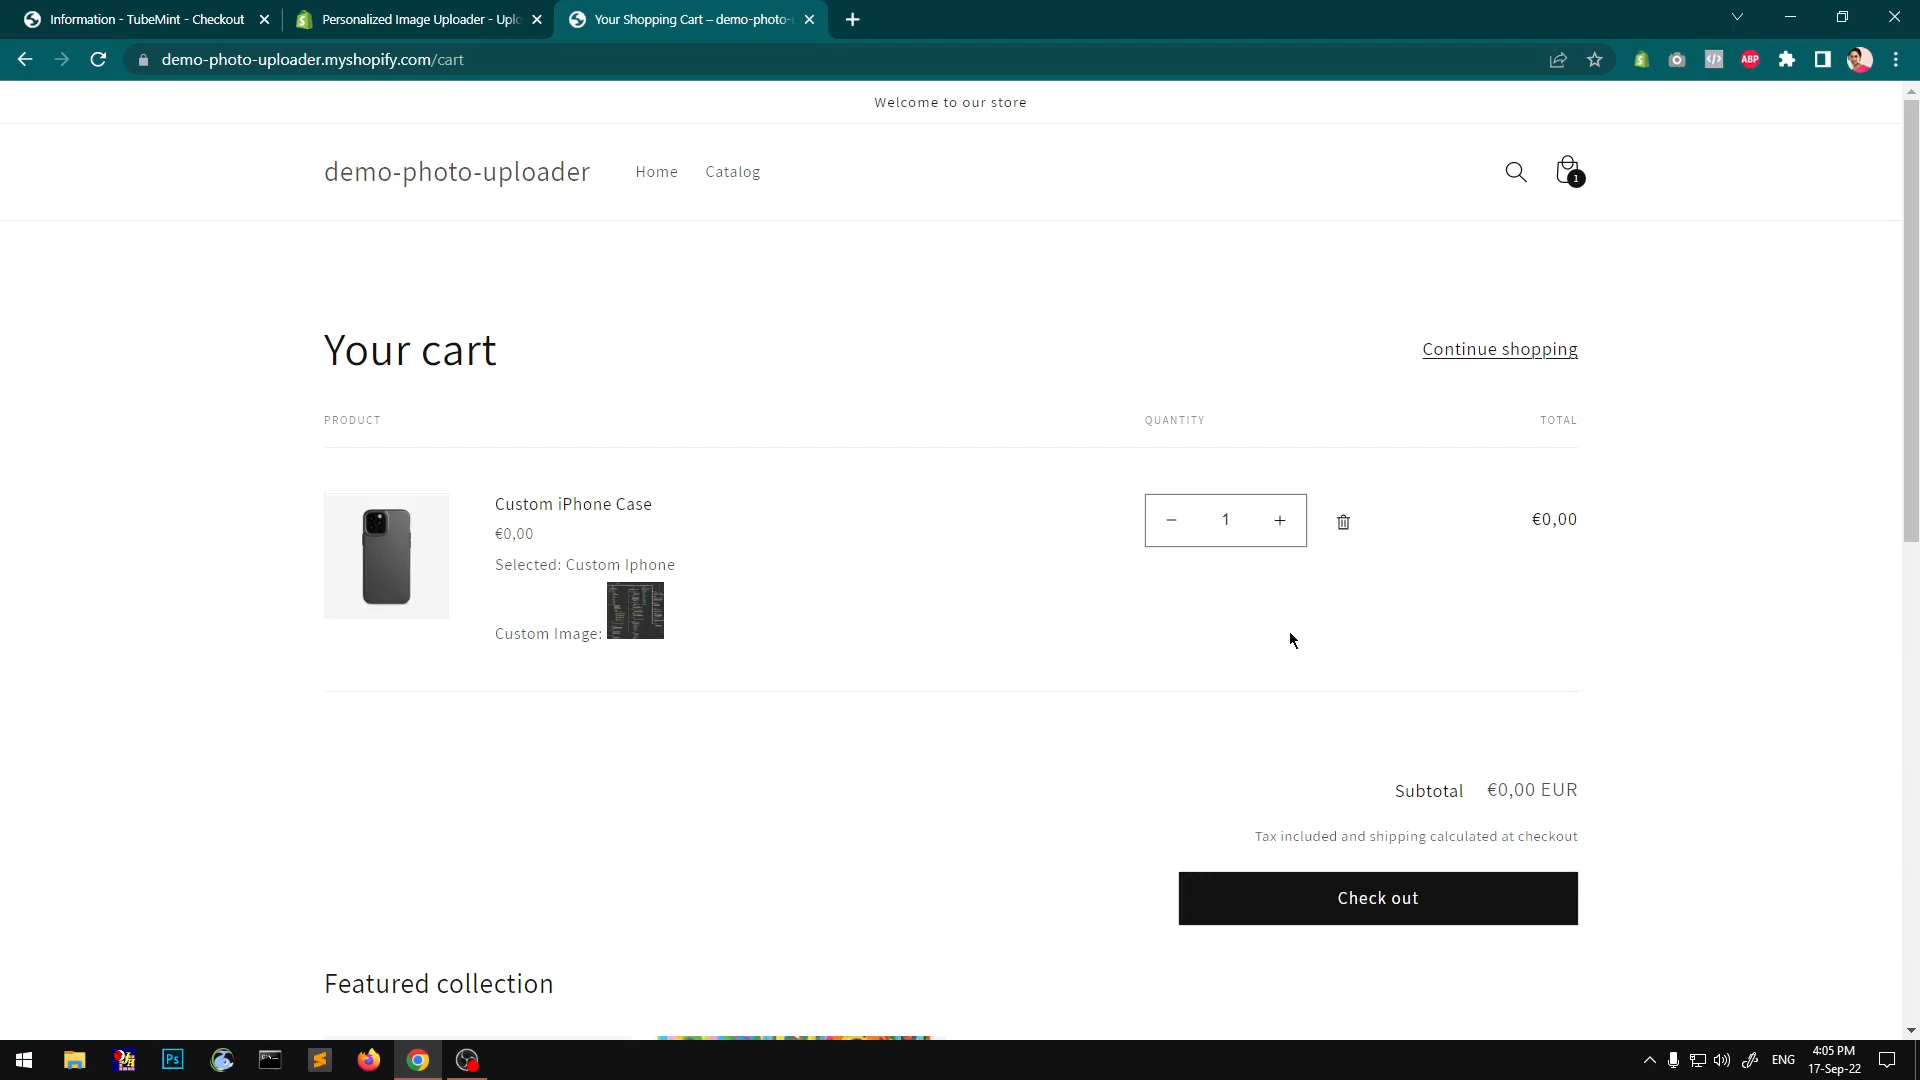 Information - TubeMint - Checkout
Personalized Image Uploader - Uplo
Your Shopping Cart – demo-photo-
demo-photo-uploader.myshopify.com/cart
ABP
Welcome to our store
demo-photo-uploader
Home
Catalog
1
Your cart
Continue shopping
PRODUCT
QUANTITY
TOTAL
Custom iPhone Case
€0,00
Selected: Custom Iphone
Custom Image:
− 1 +
€0,00
Subtotal €0,00 EUR
Tax included and shipping calculated at checkout
Check out
Featured collection
Ps
ENG
4:05 PM
17-Sep-22